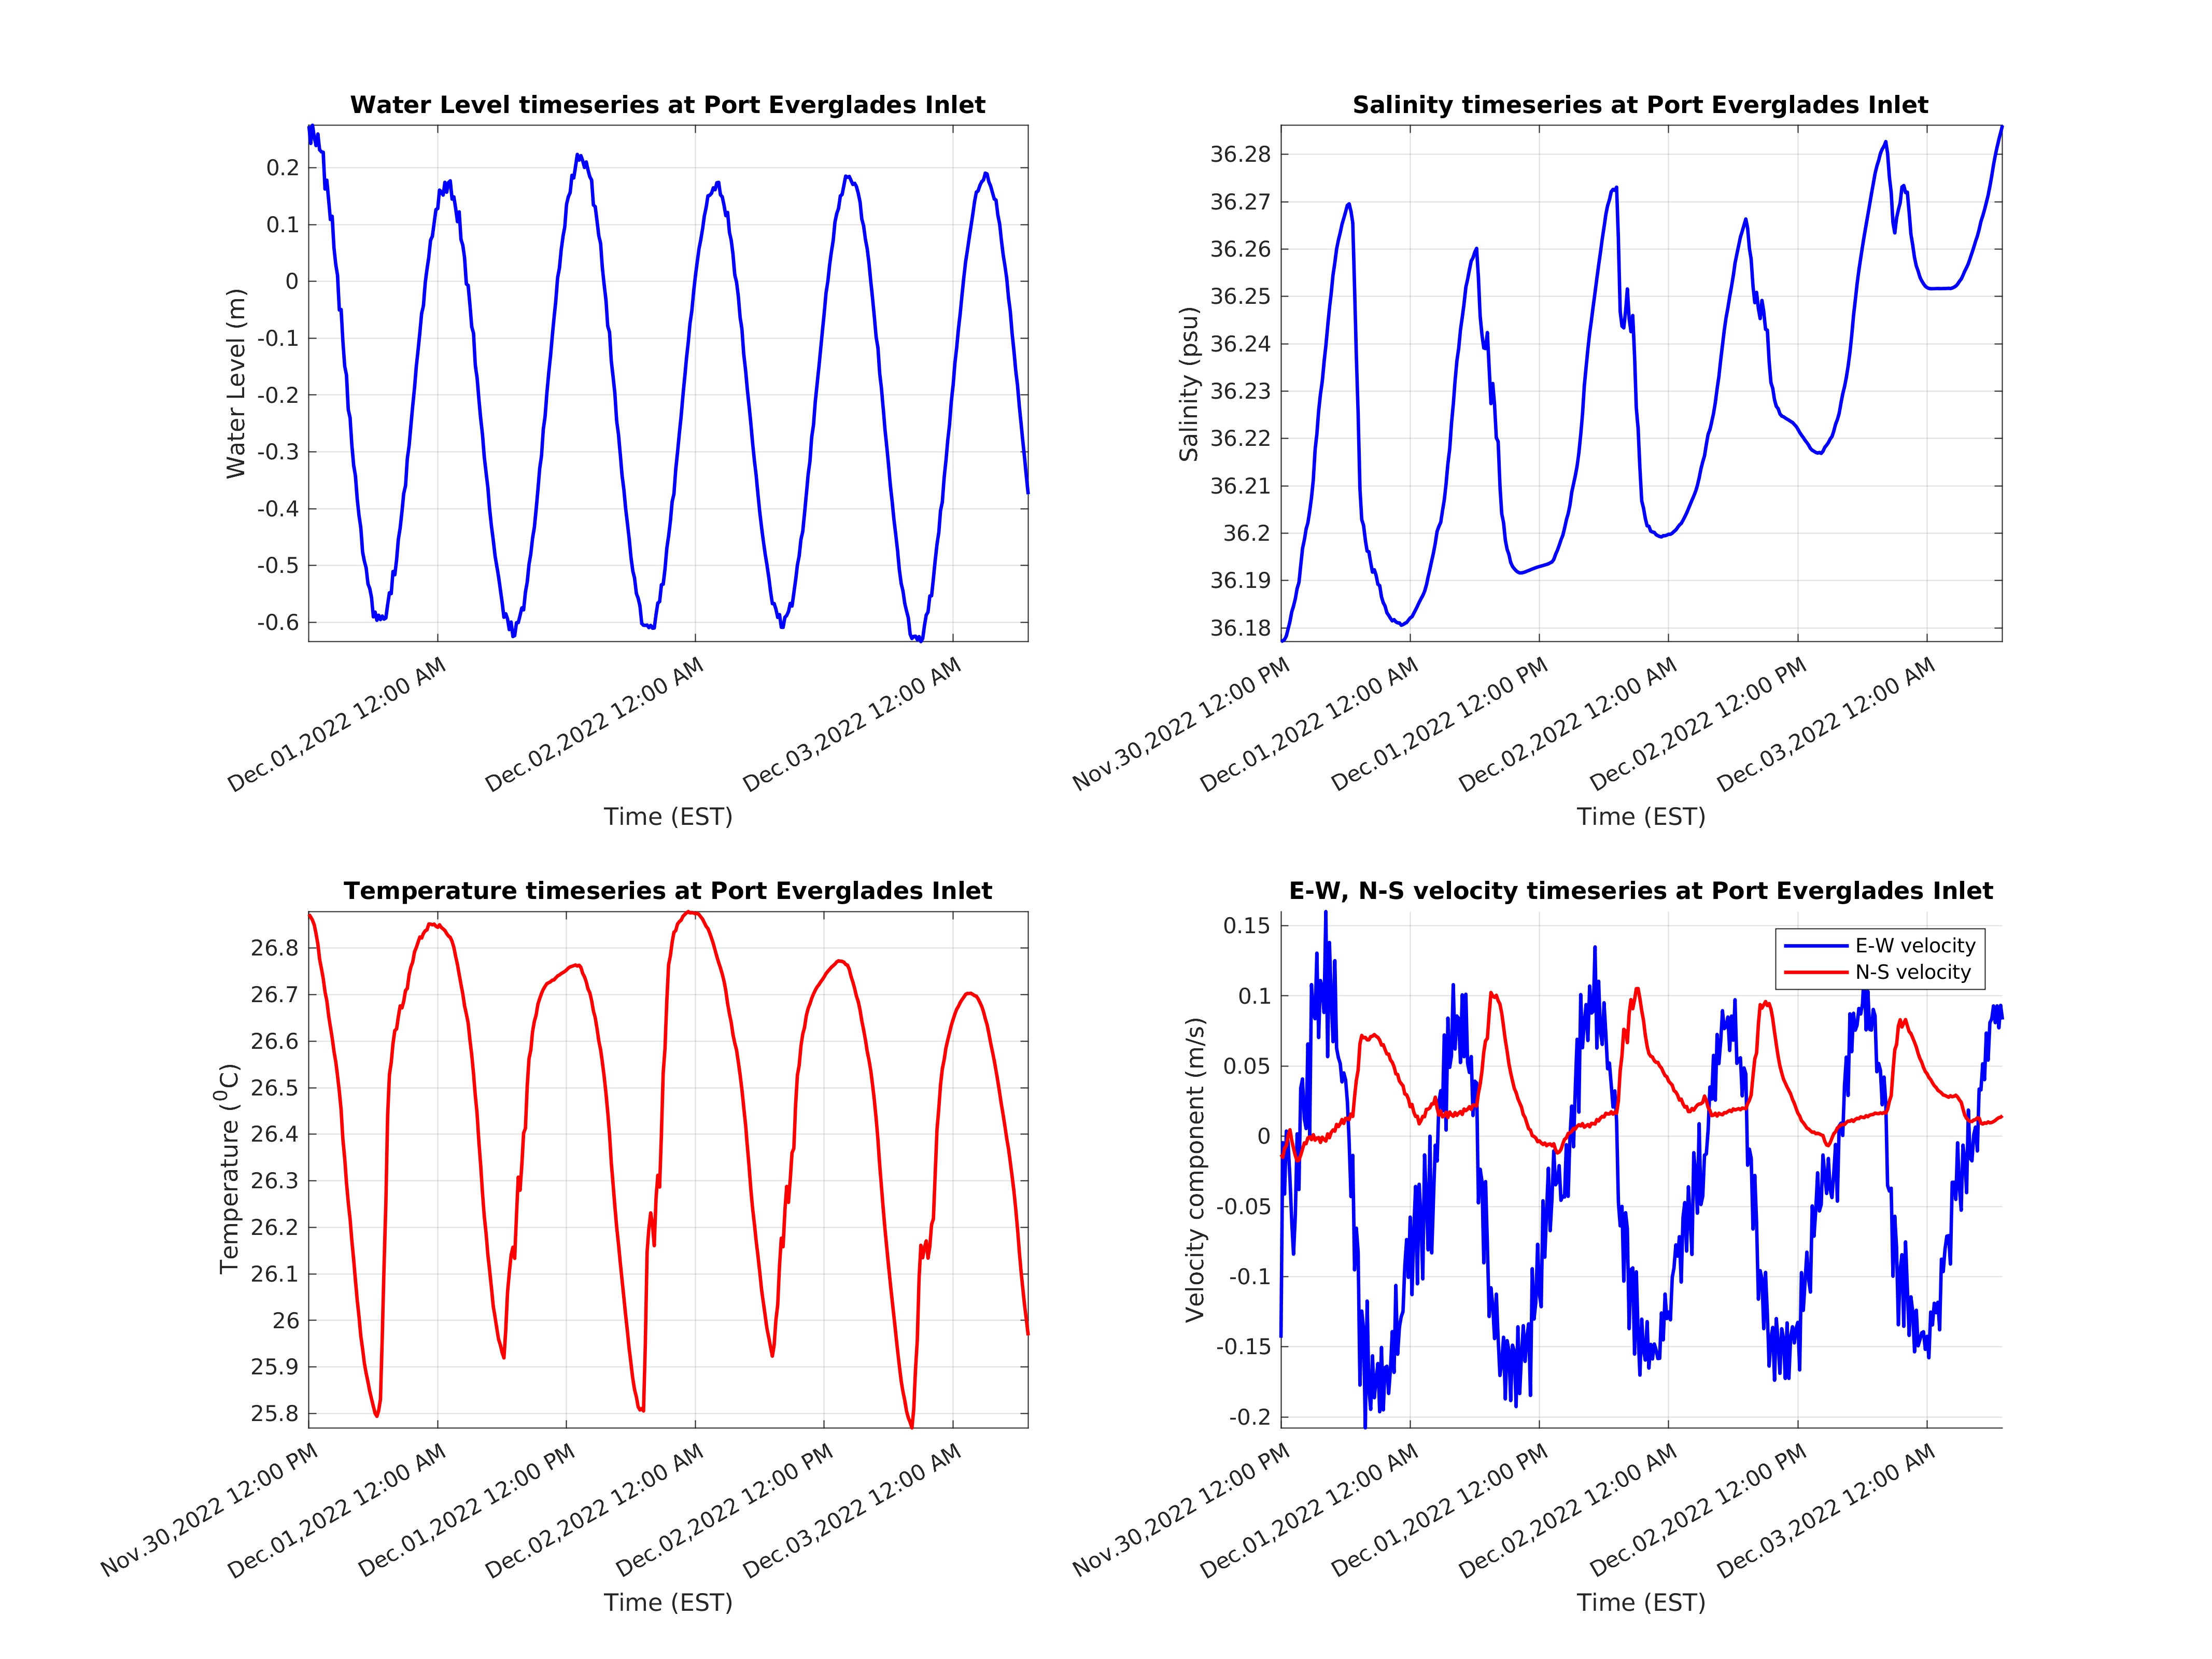 Water Level timeseries at Port Everglades Inlet
Water Level (m)
0.2
0.1
0
-0.1
-0.2
-0.3
-0.4
-0.5
-0.6
Dec.01,2022 12:00 AM
Dec.02,2022 12:00 AM
Dec.03,2022 12:00 AM
Time (EST)
Salinity timeseries at Port Everglades Inlet
Salinity (psu)
36.28
36.27
36.26
36.25
36.24
36.23
36.22
36.21
36.2
36.19
36.18
Nov.30,2022 12:00 PM
Dec.01,2022 12:00 AM
Dec.01,2022 12:00 PM
Dec.02,2022 12:00 AM
Dec.02,2022 12:00 PM
Dec.03,2022 12:00 AM
Time (EST)
Temperature timeseries at Port Everglades Inlet
Temperature (⁰C)
26.8
26.7
26.6
26.5
26.4
26.3
26.2
26.1
26
25.9
25.8
Nov.30,2022 12:00 PM
Dec.01,2022 12:00 AM
Dec.01,2022 12:00 PM
Dec.02,2022 12:00 AM
Dec.02,2022 12:00 PM
Dec.03,2022 12:00 AM
Time (EST)
E-W, N-S velocity timeseries at Port Everglades Inlet
Velocity component (m/s)
0.15
0.1
0.05
0
-0.05
-0.1
-0.15
-0.2
E-W velocity
N-S velocity
Nov.30,2022 12:00 PM
Dec.01,2022 12:00 AM
Dec.01,2022 12:00 PM
Dec.02,2022 12:00 AM
Dec.02,2022 12:00 PM
Dec.03,2022 12:00 AM
Time (EST)